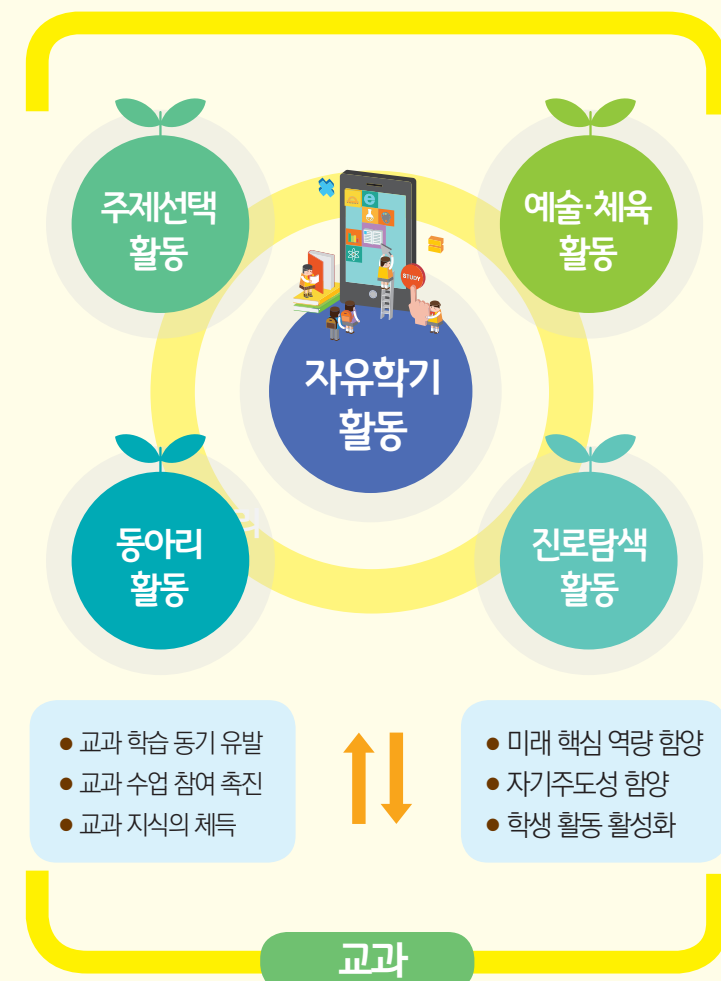 주제선택
활동
예술·체육
활동
STUDY
자유학기
활동
동아리
활동
진로탐색
활동
● 교과 학습 동기 유발
● 교과 수업 참여 촉진
● 교과 지식의 체득
● 미래 핵심 역량 함양
● 자기주도성 함양
● 학생 활동 활성화
교과